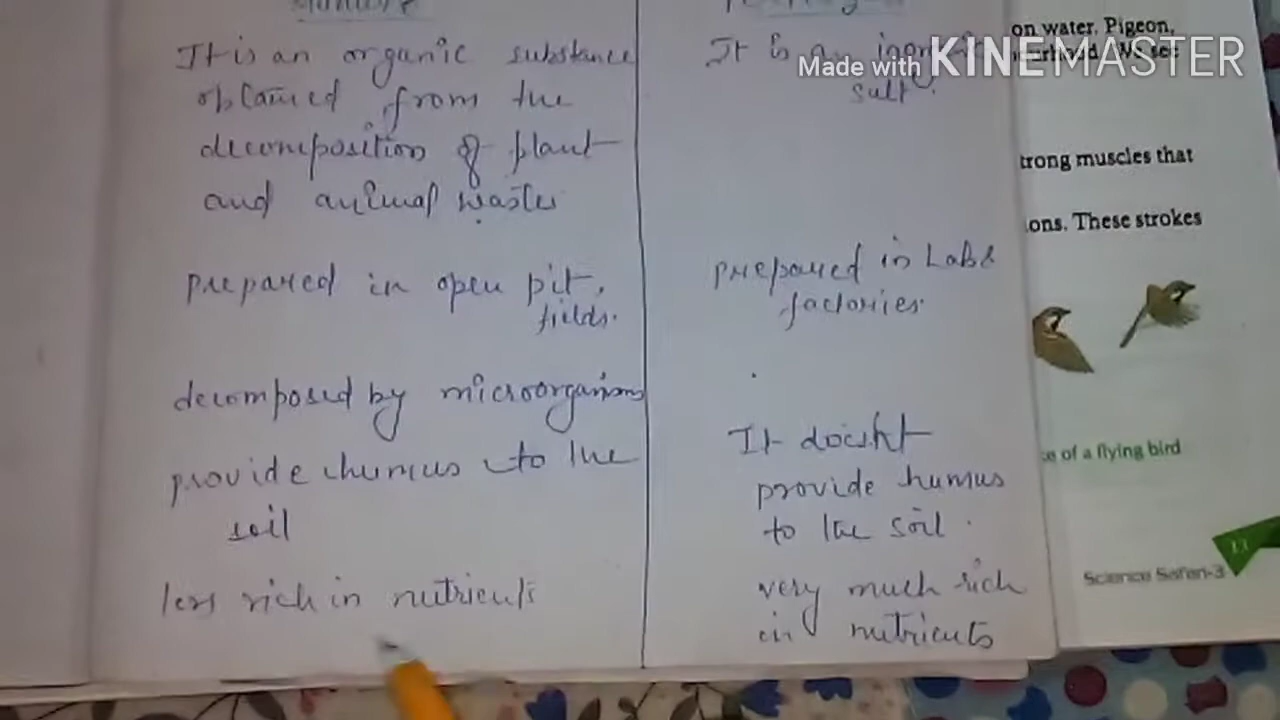 It is an organic substance
obtained from the
decomposition of plant
and animal wastes
prepared in open pit,
fields.
decomposed by microorganisms
provide humus to the
soil
less rich in nutrients
It is an
salt.
prepared in Lab &
factories.
It doesn't
provide humus
to the soil.
very much rich
in nutrients
Made with KINEMASTER
on water. Pigeon,
trong muscles that
ons. These strokes
of a flying bird
Science Safari-3